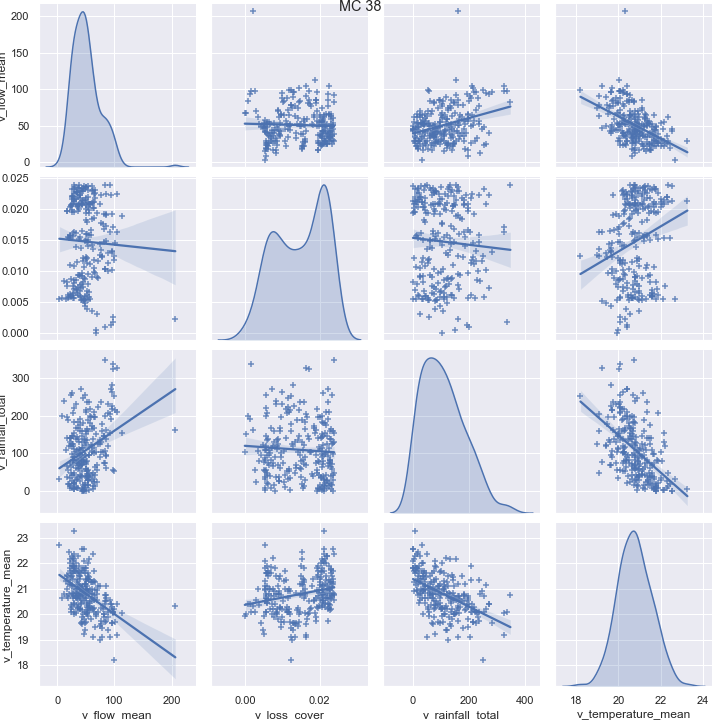 MC 38
200
150
100
50
0
v_flow_mean
0.025
0.020
0.015
0.010
0.005
0.000
300
200
100
0
v_rainfall_total
23
22
21
20
19
18
v_temperature_mean
0 100 200
0.00 0.02
0 200 400
18 20 22 24
v_flow_mean
v_loss_cover
v_rainfall_total
v_temperature_mean